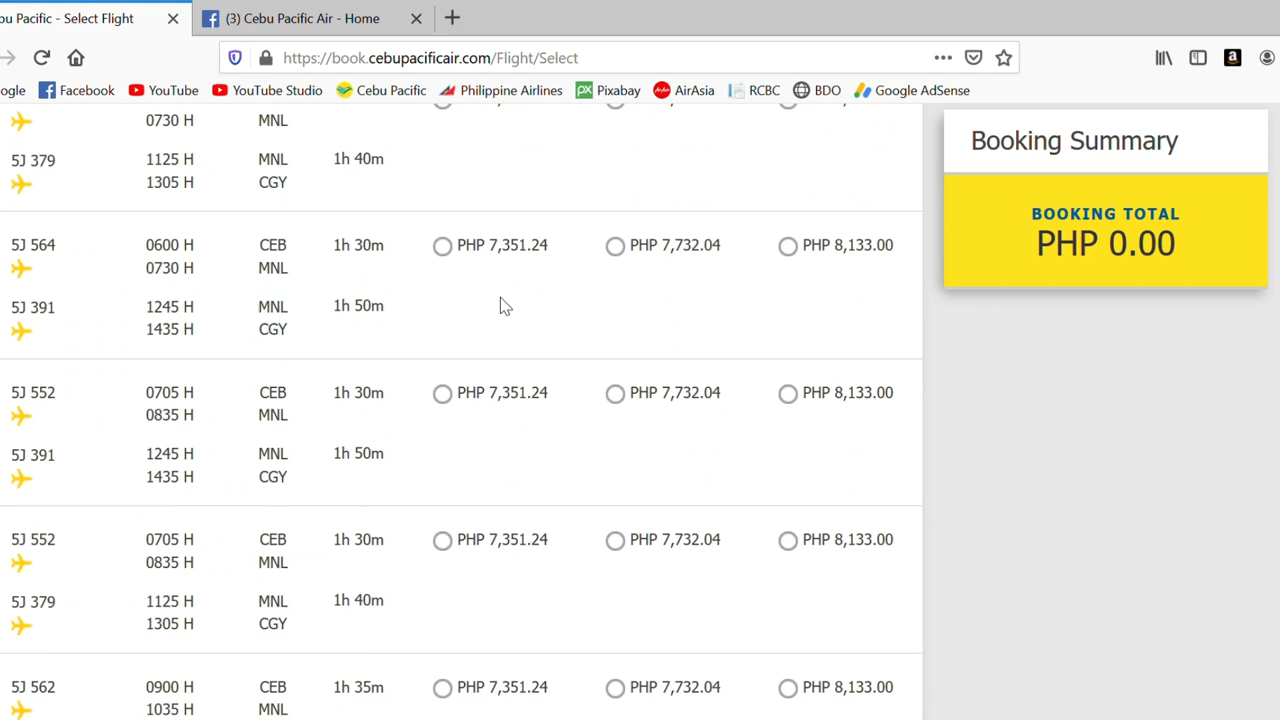 bu Pacific - Select Flight
(3) Cebu Pacific Air - Home
https://book.cebupacificair.com/Flight/Select
ogle Facebook YouTube YouTube Studio Cebu Pacific Philippine Airlines Pixabay AirAsia RCBC BDO Google AdSense
0730 H MNL
5J 379 1125 H MNL 1h 40m
1305 H CGY
5J 564 0600 H CEB 1h 30m PHP 7,351.24 PHP 7,732.04 PHP 8,133.00
0730 H MNL
5J 391 1245 H MNL 1h 50m
1435 H CGY
5J 552 0705 H CEB 1h 30m PHP 7,351.24 PHP 7,732.04 PHP 8,133.00
0835 H MNL
5J 391 1245 H MNL 1h 50m
1435 H CGY
5J 552 0705 H CEB 1h 30m PHP 7,351.24 PHP 7,732.04 PHP 8,133.00
0835 H MNL
5J 379 1125 H MNL 1h 40m
1305 H CGY
5J 562 0900 H CEB 1h 35m PHP 7,351.24 PHP 7,732.04 PHP 8,133.00
1035 H MNL
Booking Summary
BOOKING TOTAL
PHP 0.00